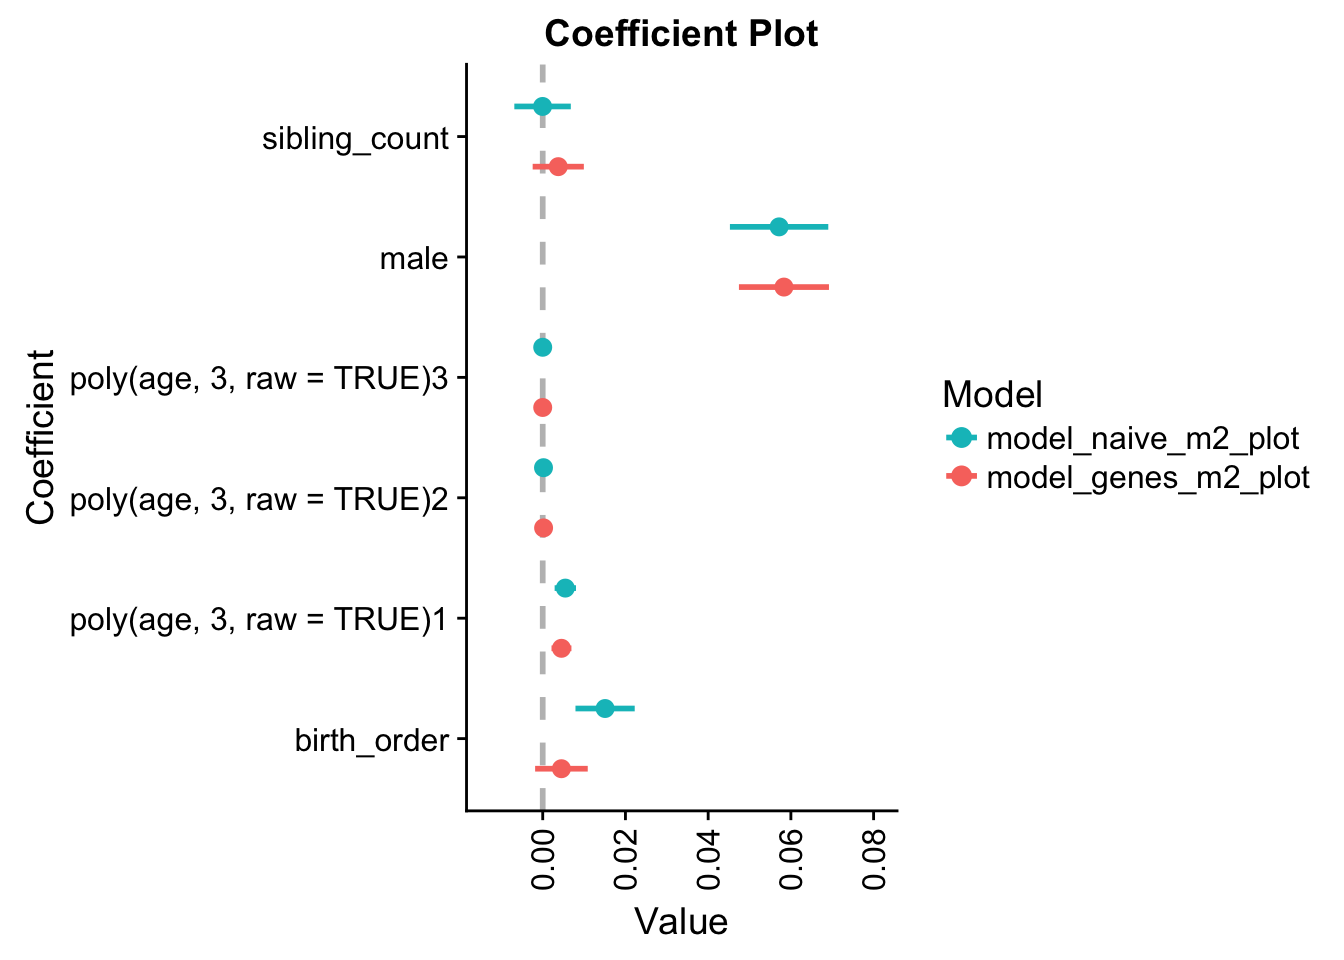 Coefficient Plot
Coefficient
sibling_count
male
poly(age, 3, raw = TRUE)3
poly(age, 3, raw = TRUE)2
poly(age, 3, raw = TRUE)1
birth_order
0.00
0.02
0.04
0.06
0.08
Value
Model
model_naive_m2_plot
model_genes_m2_plot